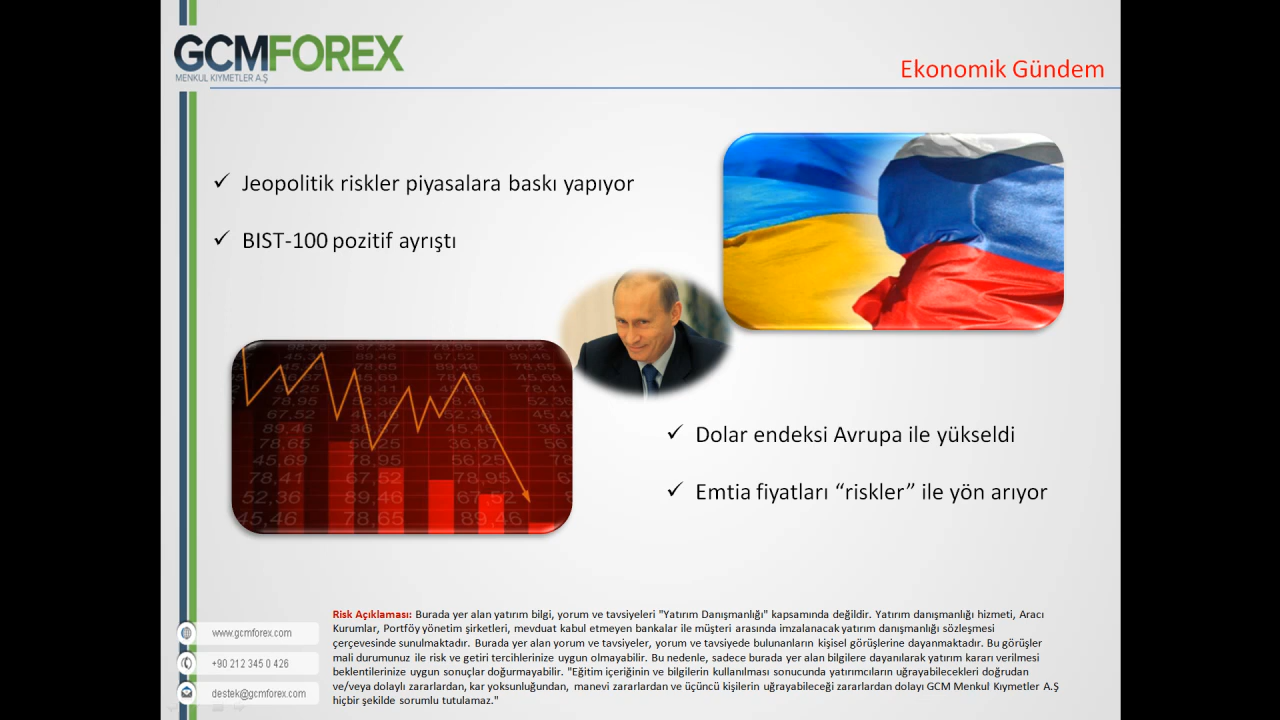 GCMFOREX
MENKUL KIYMETLER A.Ş
Ekonomik Gündem
✓ Jeopolitik riskler piyasalara baskı yapıyor
✓ BIST-100 pozitif ayrıştı
✓ Dolar endeksi Avrupa ile yükseldi
✓ Emtia fiyatları “riskler” ile yön arıyor
www.gcmforex.com
+90 212 345 0 426
destek@gcmforex.com
Risk Açıklaması: Burada yer alan yatırım bilgi, yorum ve tavsiyeleri "Yatırım Danışmanlığı" kapsamında değildir. Yatırım danışmanlığı hizmeti, Aracı
Kurumlar, Portföy yönetim şirketleri, mevduat kabul etmeyen bankalar ile müşteri arasında imzalanacak yatırım danışmanlığı sözleşmesi
çerçevesinde sunulmaktadır. Burada yer alan yorum ve tavsiyeler, yorum ve tavsiyede bulunanların kişisel görüşlerine dayanmaktadır. Bu görüşler
mali durumunuz ile risk ve getiri tercihlerinize uygun olmayabilir. Bu nedenle, sadece burada yer alan bilgilere dayanılarak yatırım kararı verilmesi
beklentilerinize uygun sonuçlar doğurmayabilir. "Eğitim içeriğinin ve bilgilerin kullanılması sonucunda yatırımcıların uğrayabilecekleri doğrudan
ve/veya dolaylı zararlardan, kar yoksunluğundan, manevi zararlardan ve üçüncü kişilerin uğrayabileceği zararlardan dolayı GCM Menkul Kıymetler A.Ş
hiçbir şekilde sorumlu tutulamaz."